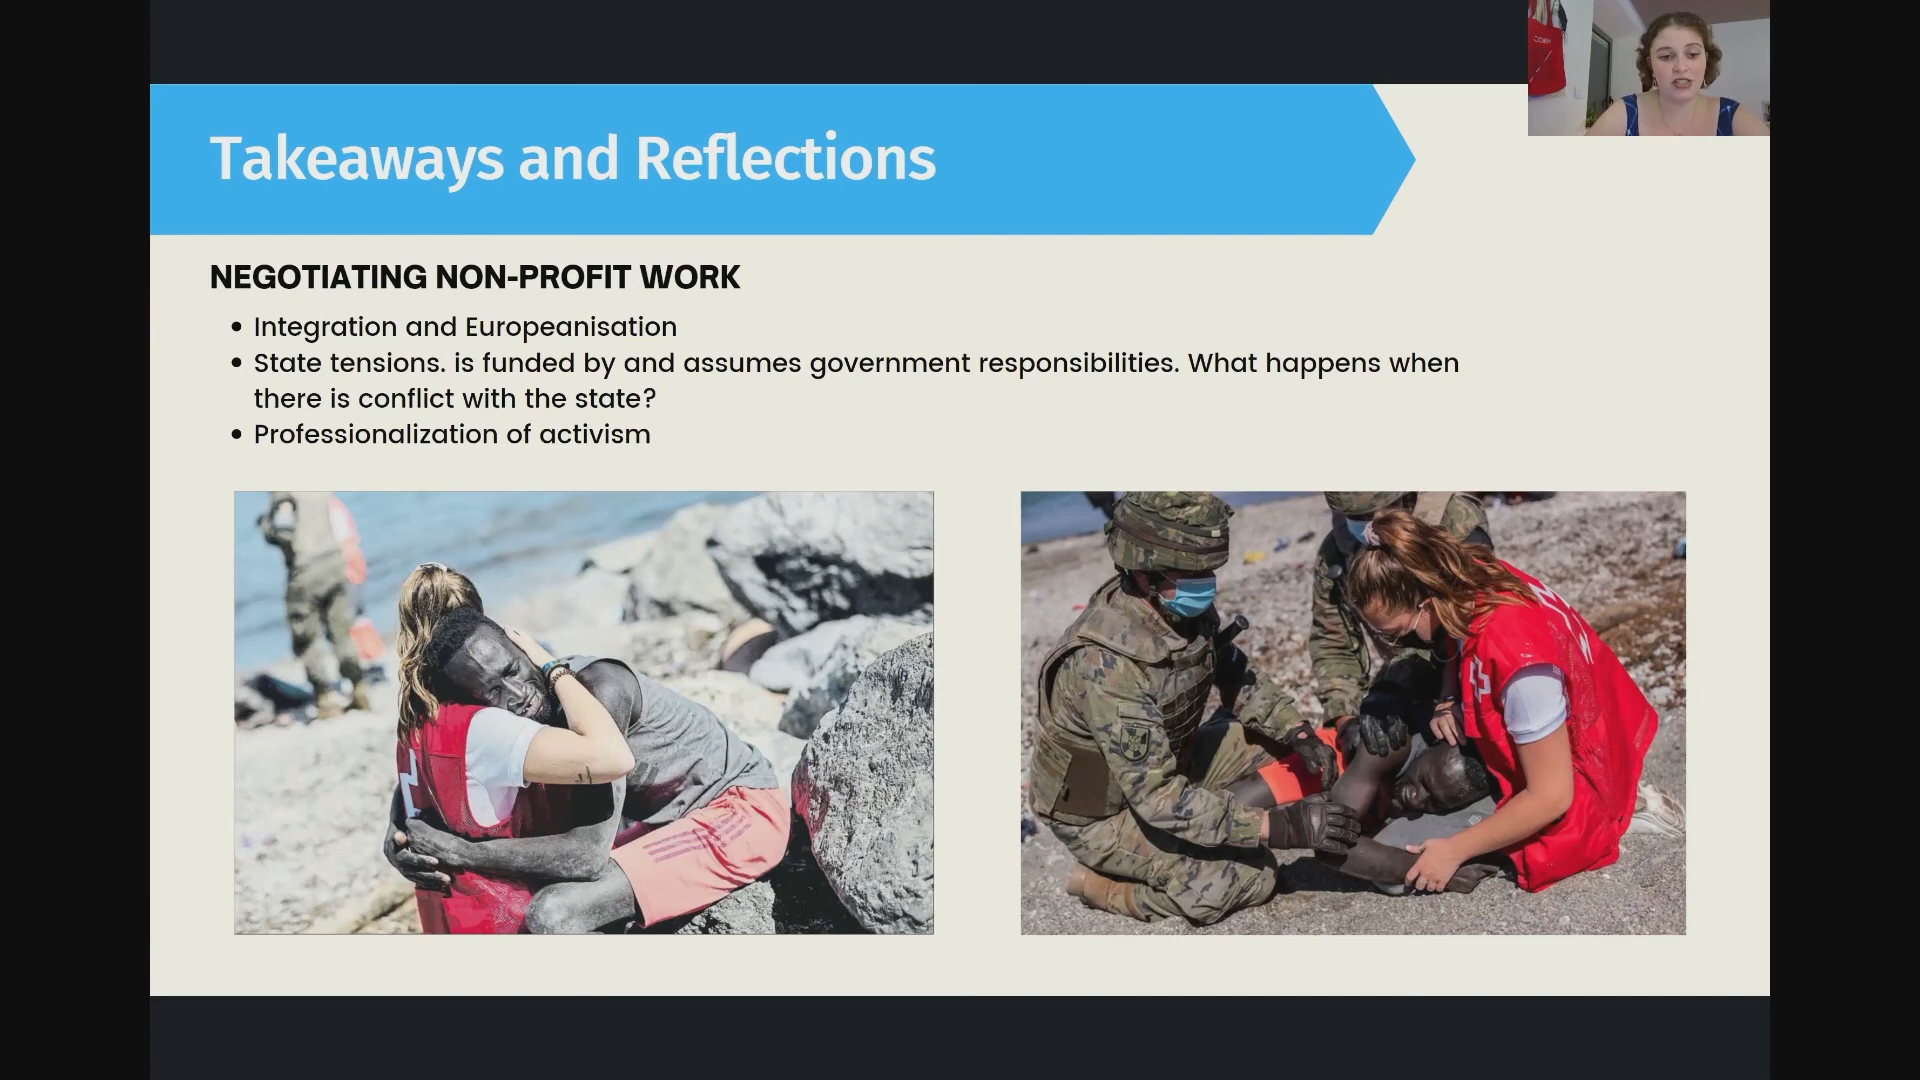 Takeaways and Reflections
NEGOTIATING NON-PROFIT WORK
• Integration and Europeanisation
• State tensions. is funded by and assumes government responsibilities. What happens when
there is conflict with the state?
• Professionalization of activism